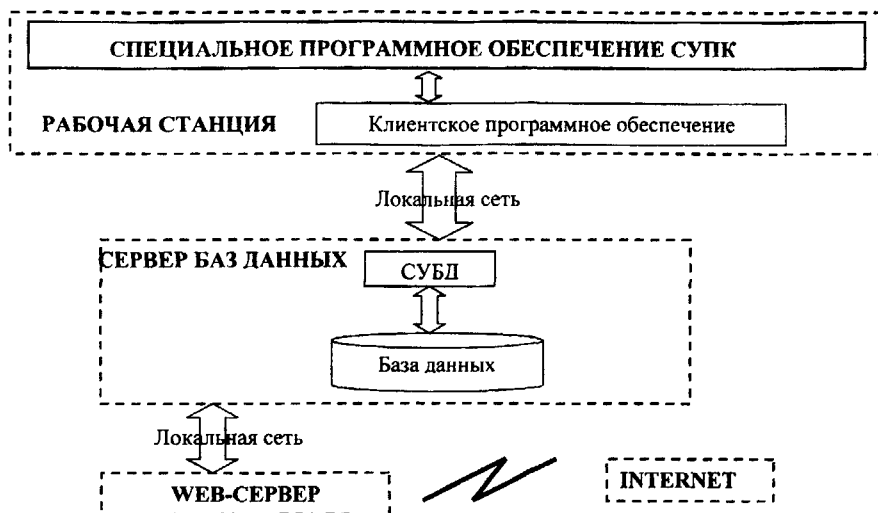 СПЕЦИАЛЬНОЕ ПРОГРАММНОЕ ОБЕСПЕЧЕНИЕ СУПК
РАБОЧАЯ СТАНЦИЯ
Клиентское программное обеспечение
Локальная сеть
СЕРВЕР БАЗ ДАННЫХ
СУБД
База данных
Локальная сеть
WEB-СЕРВЕР
INTERNET